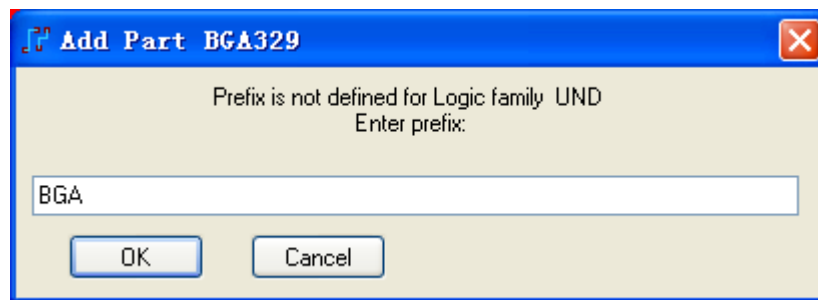 Add Part BGA329
Prefix is not defined for Logic family UND
Enter prefix:
BGA
OK Cancel